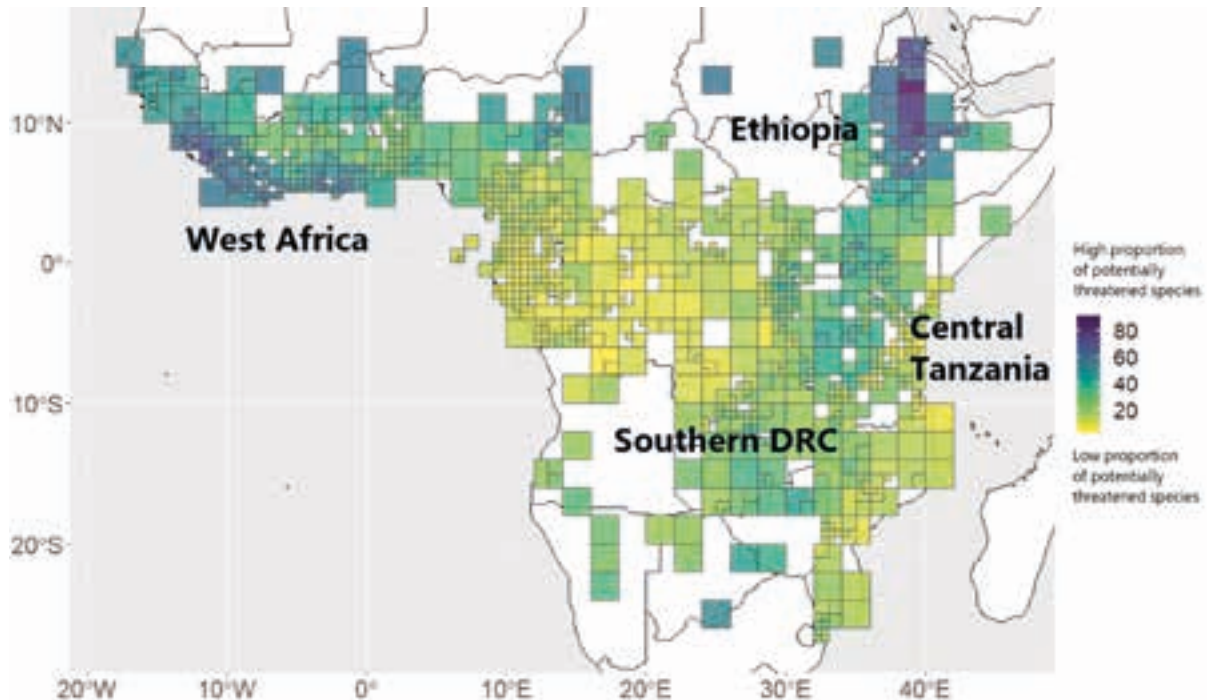 10°N
0°
10°S
20°S
20°W
10°W
0°
10°E
20°E
30°E
40°E
Ethiopia
West Africa
Central
Tanzania
Southern DRC
High proportion
of potentially
threatened species
80
60
40
20
Low proportion
of potentially
threatened species